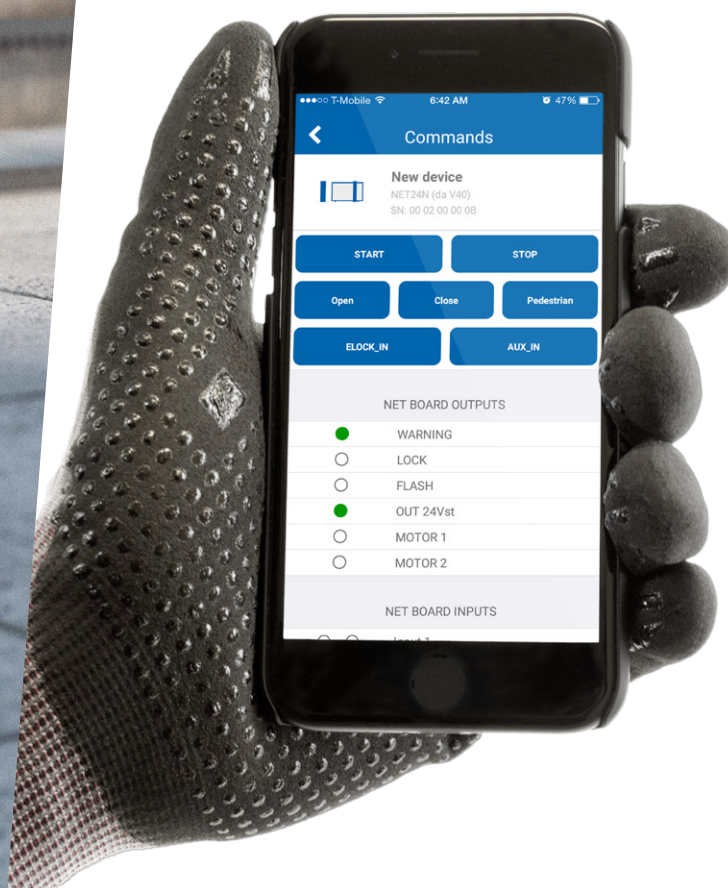 T-Mobile 6:42 AM 47%
Commands
New device
NET24N (da V40)
SN: 00 02 00 00 0B
START STOP
Open Close Pedestrian
ELOCK_IN AUX_IN
NET BOARD OUTPUTS
WARNING
LOCK
FLASH
OUT 24Vst
MOTOR 1
MOTOR 2
NET BOARD INPUTS
Input 1